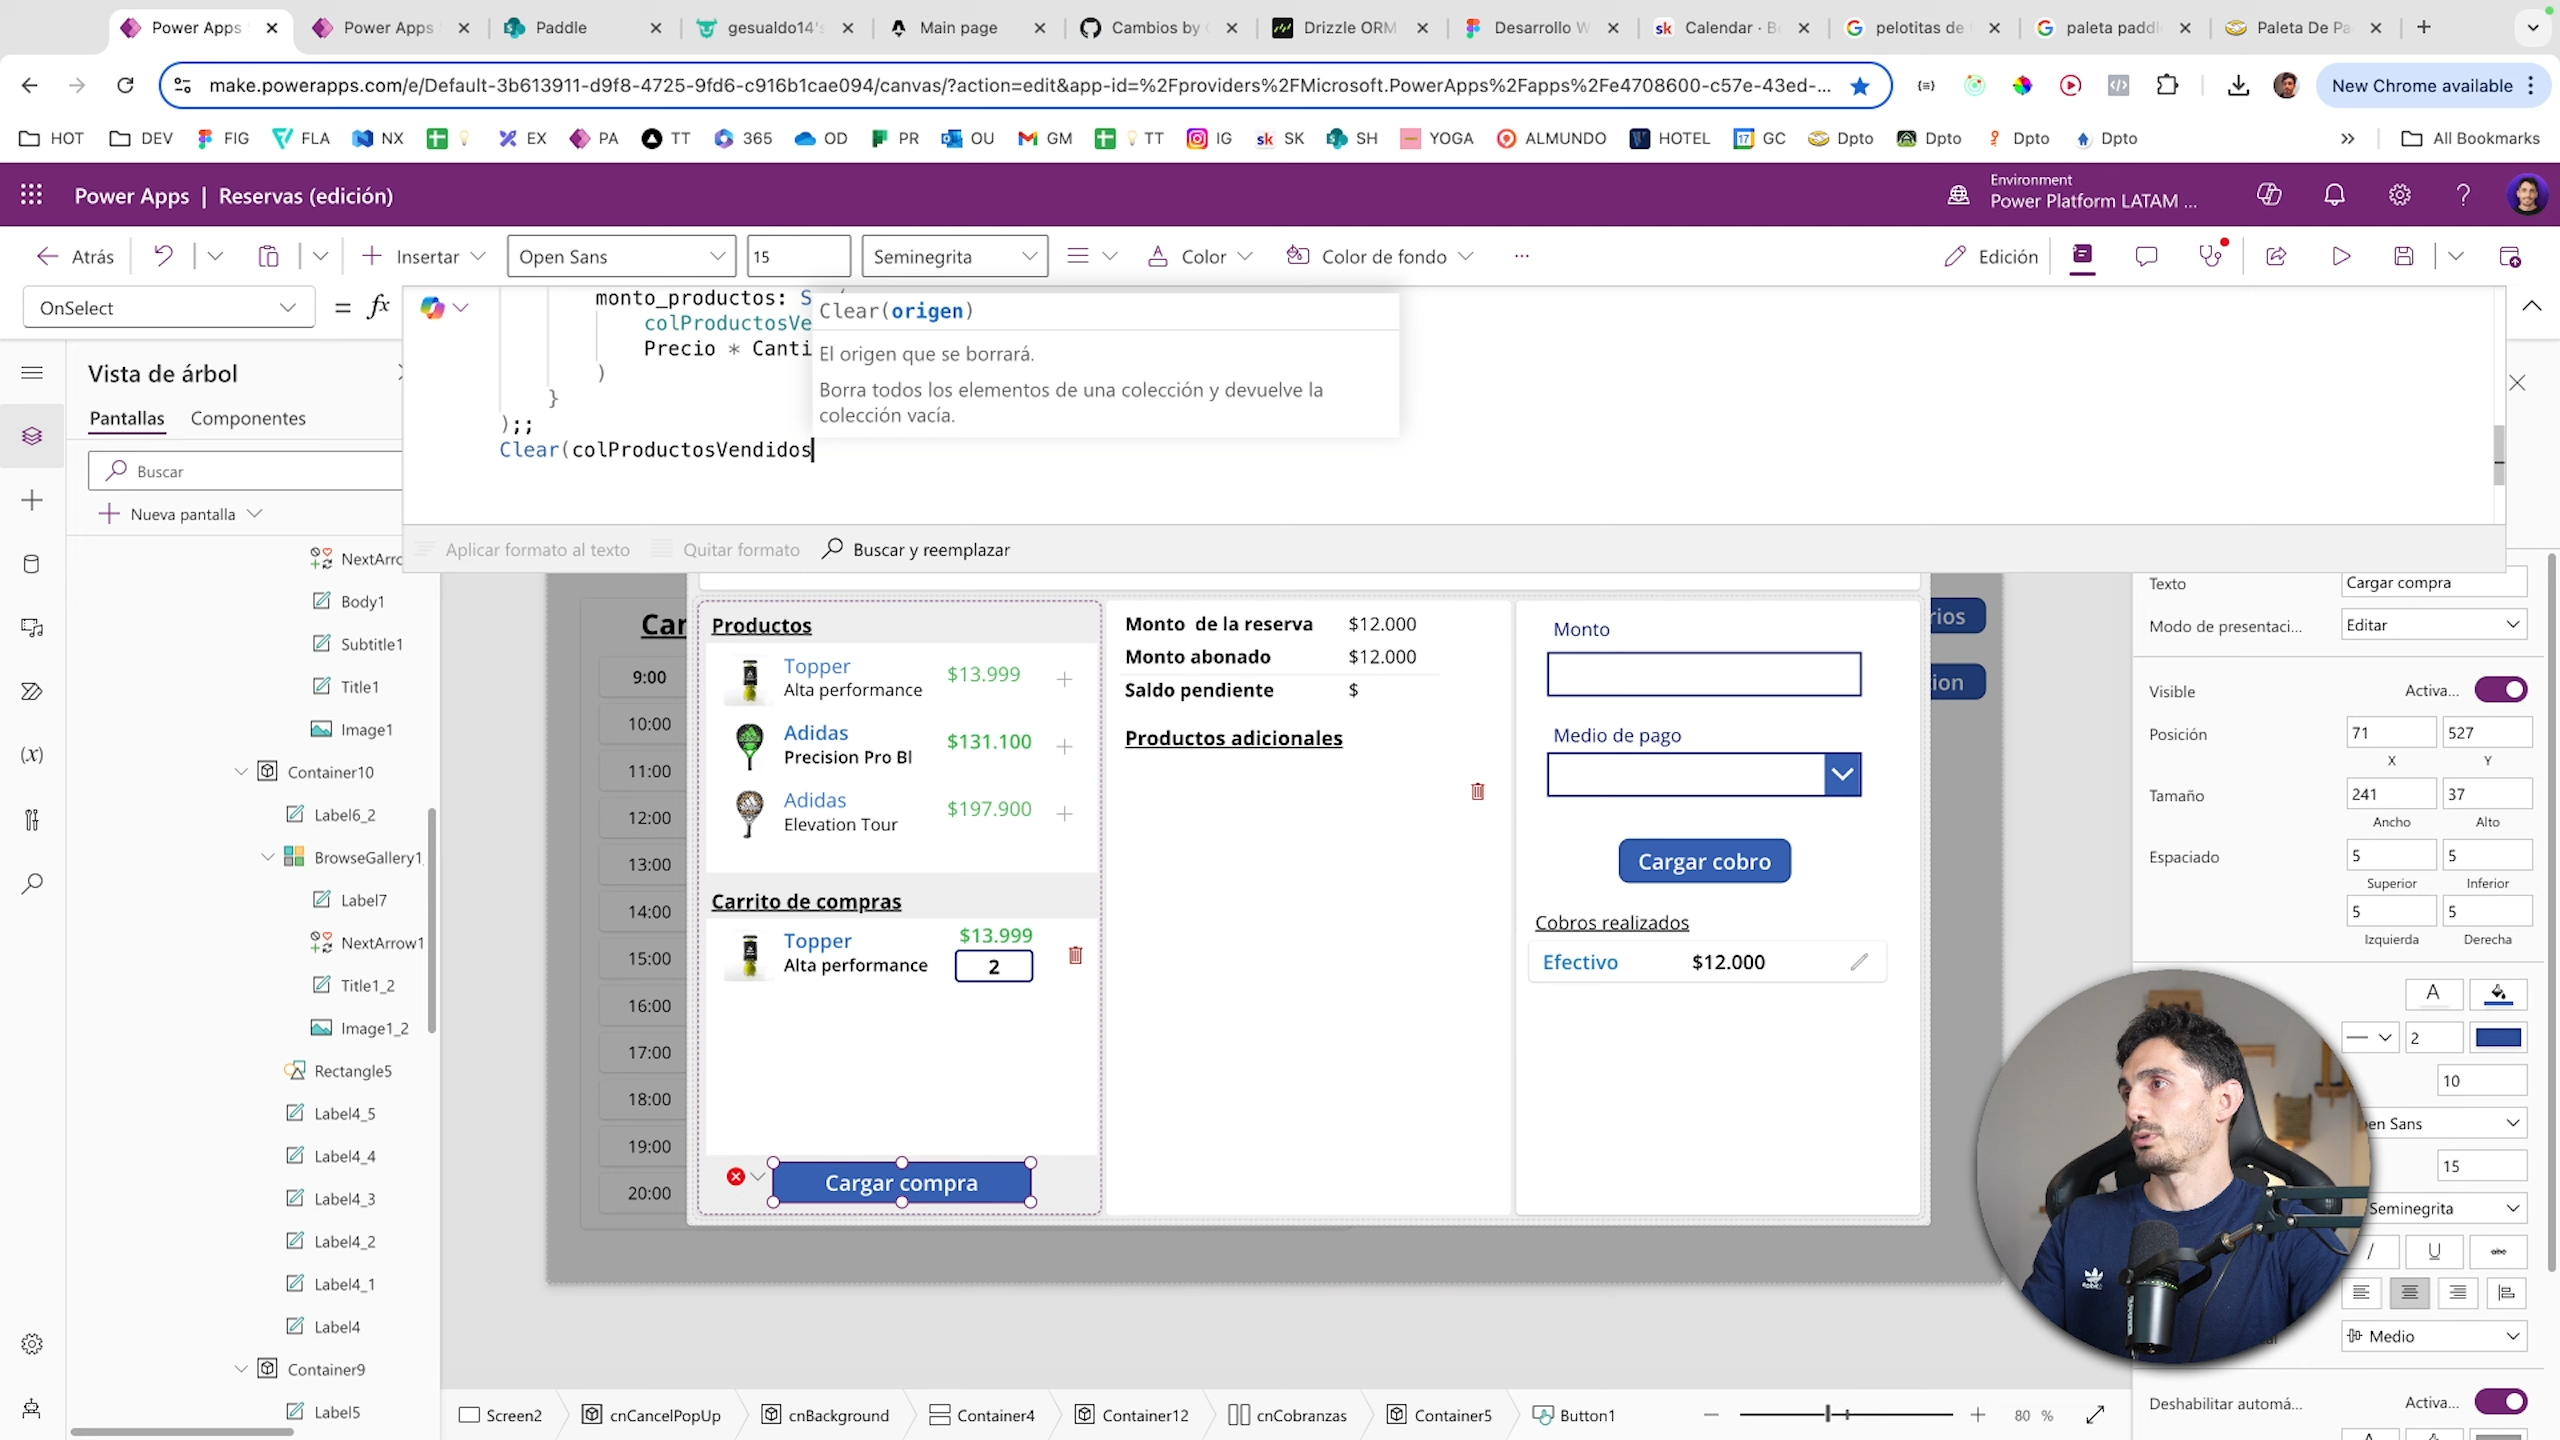 Power Apps
Power Apps
Paddle
gesualdo14's
Main page
Cambios by
Drizzle ORM
Desarrollo W
Calendar · B
pelotitas de
paleta paddl
Paleta De Pa
make.powerapps.com/e/Default-3b613911-d9f8-4725-9fd6-c916b1cae094/canvas/?action=edit&app-id=%2Fproviders%2FMicrosoft.PowerApps%2Fapps%2Fe4708600-c57e-43ed-...
New Chrome available
HOT
DEV
FIG
FLA
NX
EX
PA
TT
365
OD
PR
OU
GM
TT
IG
SK
SH
YOGA
ALMUNDO
HOTEL
GC
Dpto
Dpto
Dpto
Dpto
»
All Bookmarks
Power Apps | Reservas (edición)
Environment
Power Platform LATAM ...
Atrás
Insertar
Open Sans
15
Seminegrita
Color
Color de fondo
...
Edición
OnSelect
= fx
monto_productos: S
colProductosVe
Precio * Canti
)
}
);;
Clear(colProductosVendidos
Clear(origen)
El origen que se borrará.
Borra todos los elementos de una colección y devuelve la
colección vacía.
Aplicar formato al texto
Quitar formato
Buscar y reemplazar
Vista de árbol
Pantallas
Componentes
Buscar
Nueva pantalla
NextArro
Body1
Subtitle1
Title1
Image1
Container10
Label6_2
BrowseGallery1
Label7
NextArrow1
Title1_2
Image1_2
Rectangle5
Label4_5
Label4_4
Label4_3
Label4_2
Label4_1
Label4
Container9
Label5
Car
9:00
10:00
11:00
12:00
13:00
14:00
15:00
16:00
17:00
18:00
19:00
20:00
Productos
Topper
Alta performance
$13.999
Adidas
Precision Pro Bl
$131.100
Adidas
Elevation Tour
$197.900
Carrito de compras
Topper
Alta performance
$13.999
2
Cargar compra
Monto de la reserva
$12.000
Monto abonado
$12.000
Saldo pendiente
$
Productos adicionales
Monto
Medio de pago
Cargar cobro
Cobros realizados
Efectivo
$12.000
rios
ion
Texto
Cargar compra
Modo de presentaci...
Editar
Visible
Activa...
Posición
71
527
X
Y
Tamaño
241
37
Ancho
Alto
Espaciado
5
5
Superior
Inferior
5
5
Izquierda
Derecha
A
2
10
en Sans
15
Seminegrita
/
U
abc
Medio
Deshabilitar automá...
Activa...
Screen2
cnCancelPopUp
cnBackground
Container4
Container12
cnCobranzas
Container5
Button1
80 %